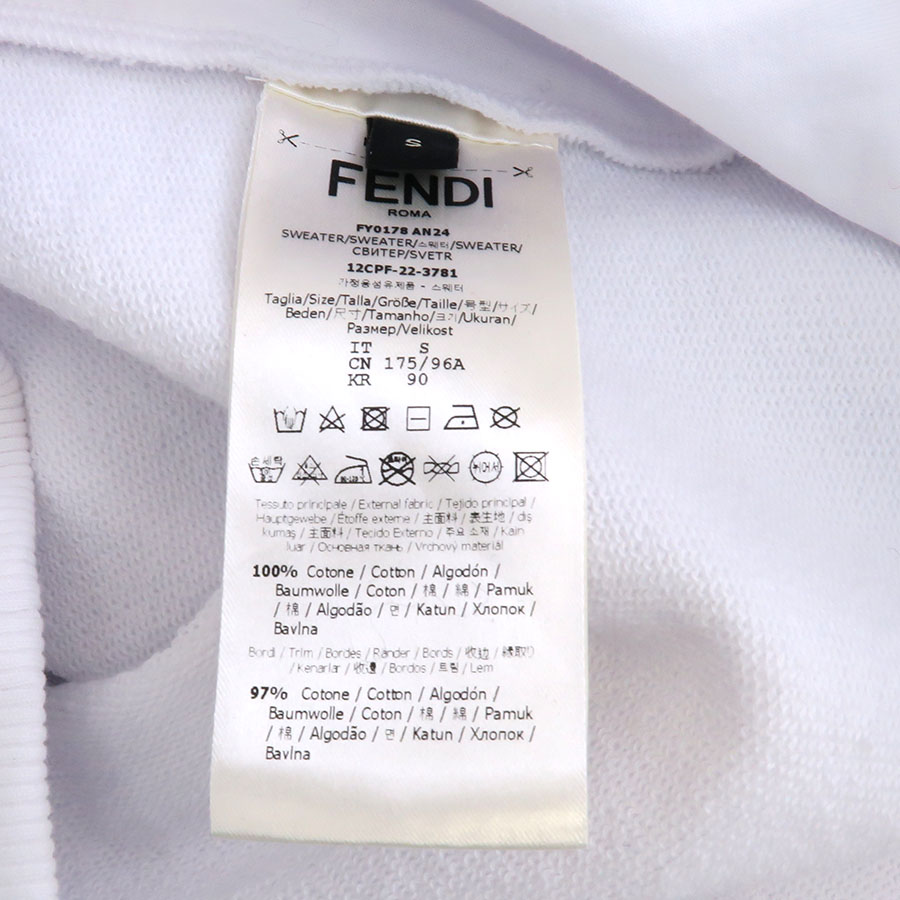 S
FENDI
ROMA
FY0178 AN24
SWEATER/SWEATER/스웨터/SWEATER/
СВИТЕР/SVETR
12CPF-22-3781
가정용섬유제품 - 스웨터
Taglia/Size/Talla/Größe/Taille/号型/サイズ/
Beden/尺寸/Tamanho/크기/Ukuran/
Размер/Velikost
IT S
CN 175/96A
KR 90
손세탁
Tessuto principale / External fabric / Tejido principal /
Hauptgewebe / Étoffe externe / 主面料 / 表生地 / dış
kumaş / 主面料 / Tecido Externo / 주요 소재 / Kain
luar / Основная ткань / Vrchový materiál
100% Cotone / Cotton / Algodón /
Baumwolle / Coton / 棉 / 綿 / Pamuk
/ 棉 / Algodão / 면 / Katun / Хлопок /
Bavlna
Bordi / Trim / Bordes / Ränder / Bords / 收边 / 縁取り
/ Kenarlar / 收邊 / Bordos / 트림 / Lem
97% Cotone / Cotton / Algodón /
Baumwolle / Coton / 棉 / 綿 / Pamuk
/ 棉 / Algodão / 면 / Katun / Хлопок /
Bavlna